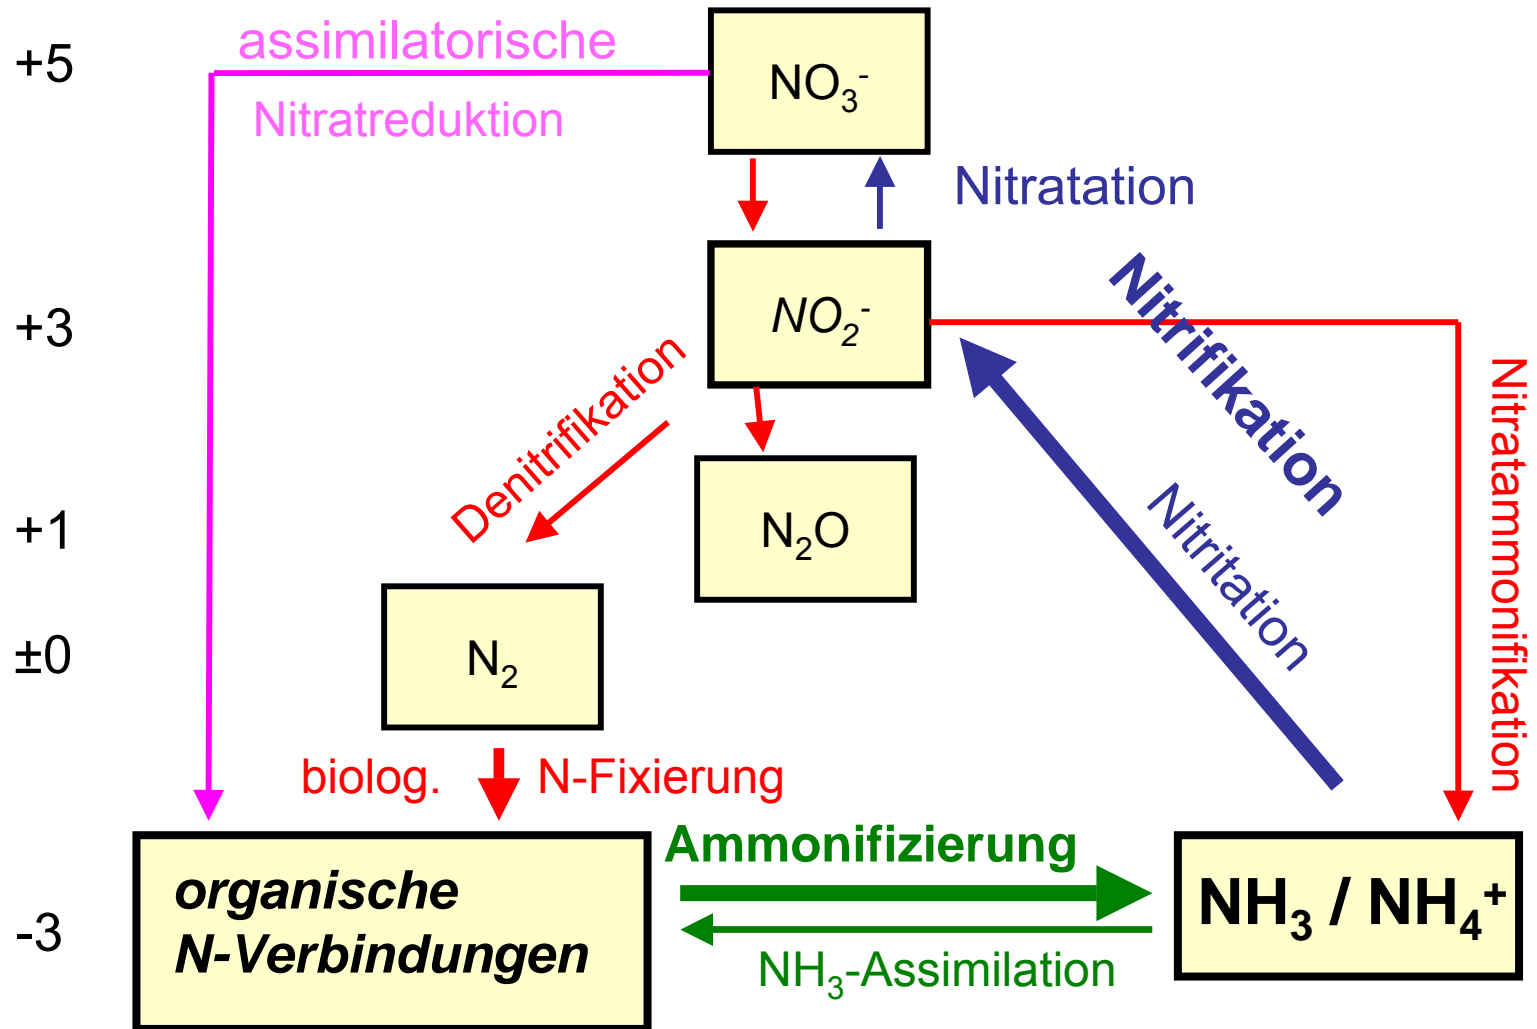 +5
assimilatorische
Nitratreduktion
NO₃⁻
Nitratation
+3
NO₂⁻
Nitrifikation
Denitrifikation
Nitratammonifikation
+1
N₂O
Nitritation
±0
N₂
biolog. N-Fixierung
Ammonifizierung
-3
organische
N-Verbindungen
NH₃ / NH₄⁺
NH₃-Assimilation